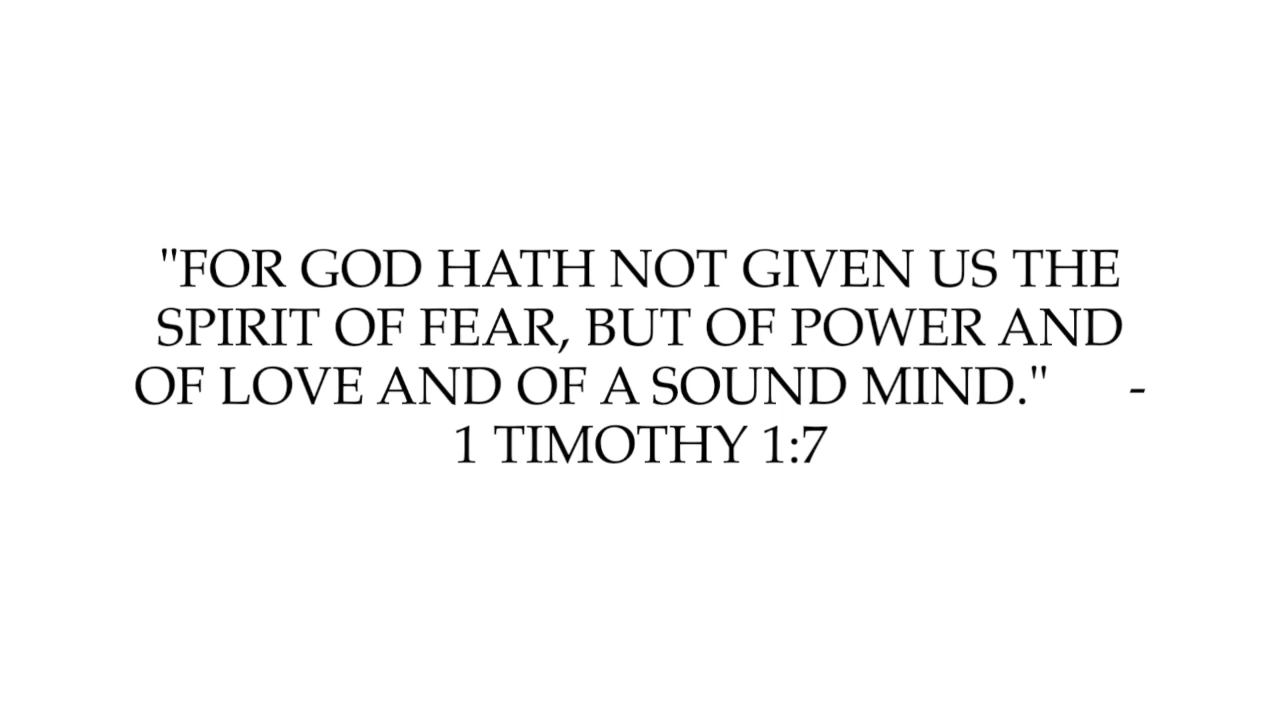 "FOR GOD HATH NOT GIVEN US THE
SPIRIT OF FEAR, BUT OF POWER AND
OF LOVE AND OF A SOUND MIND." -
1 TIMOTHY 1:7